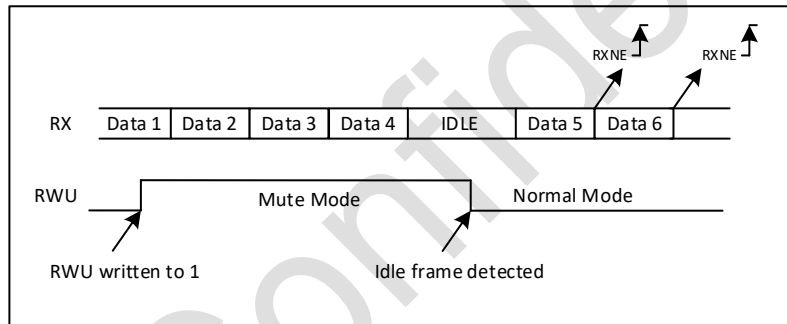 RXNE RXNE
RX Data 1 Data 2 Data 3 Data 4 IDLE Data 5 Data 6
RWU Mute Mode Normal Mode
RWU written to 1 Idle frame detected